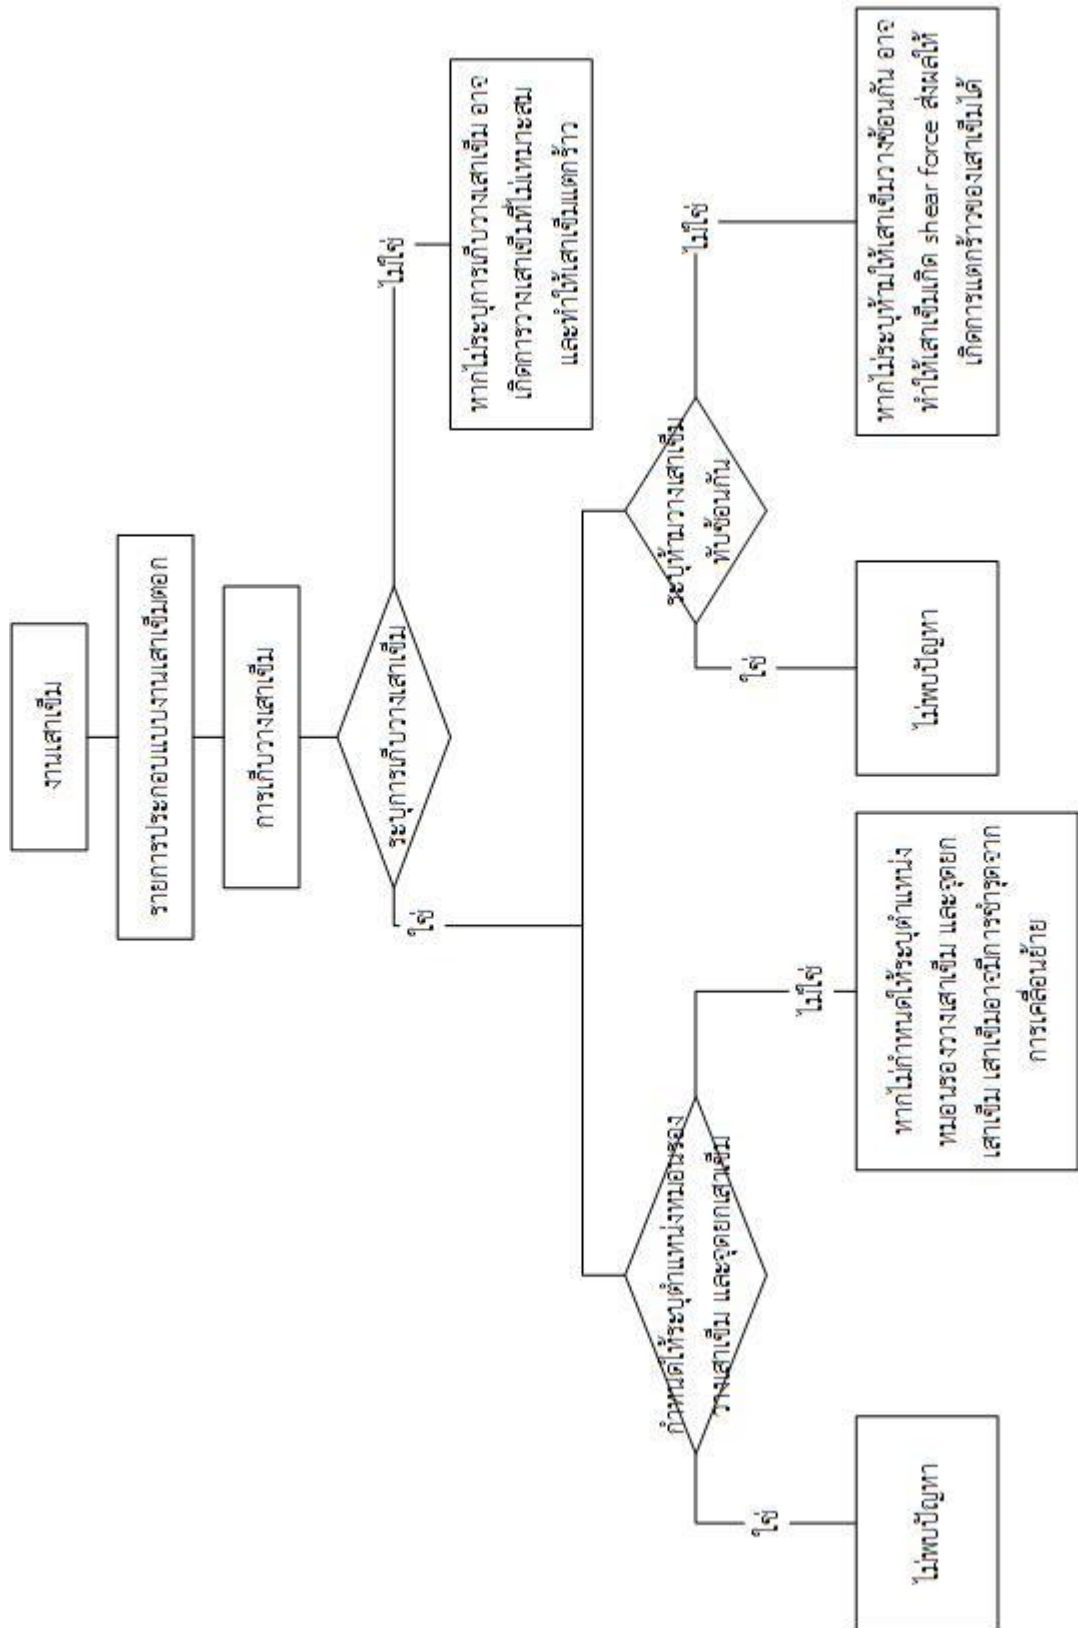 งานเสาเข็ม
รายการประกอบแบบงานเสาเข็มตอก
การเก็บวางเสาเข็ม
ระบุการเก็บวางเสาเข็ม
ใช่
ไม่ใช่
หากไม่ระบุการเก็บวางเสาเข็ม อาจ
เกิดการวางเสาเข็มที่ไม่เหมาะสม
และทำให้เสาเข็มแตกร้าว
กำหนดให้ระบุตำแหน่งหมอนรอง
วางเสาเข็ม และจุดยกเสาเข็ม
ใช่
ไม่ใช่
ไม่พบปัญหา
หากไม่กำหนดให้ระบุตำแหน่ง
หมอนรองวางเสาเข็ม และจุดยก
เสาเข็ม เสาเข็มอาจมีการชำรุดจาก
การเคลื่อนย้าย
ระบุห้ามวางเสาเข็ม
ทับซ้อนกัน
ใช่
ไม่ใช่
ไม่พบปัญหา
หากไม่ระบุห้ามให้เสาเข็มวางซ้อนกัน อาจ
ทำให้เสาเข็มเกิด shear force ส่งผลให้
เกิดการแตกร้าวของเสาเข็มได้